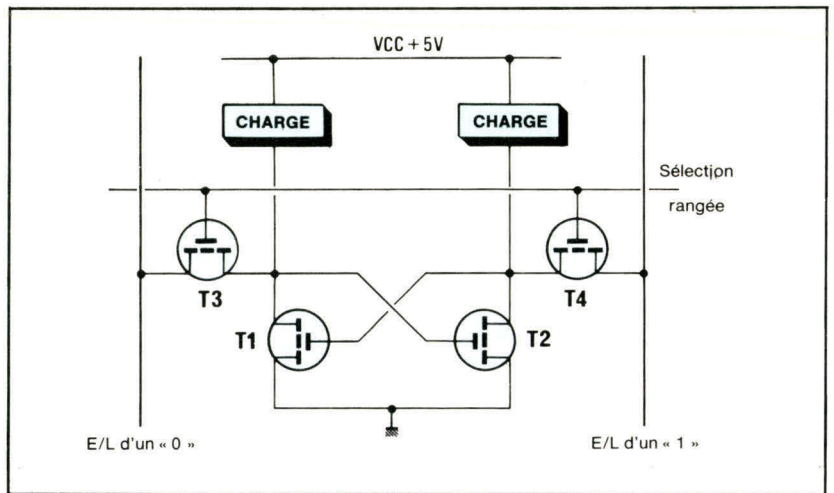 VCC + 5V
CHARGE
CHARGE
Sélection
rangée
T3
T4
T1
T2
E/L d'un « 0 »
E/L d'un « 1 »